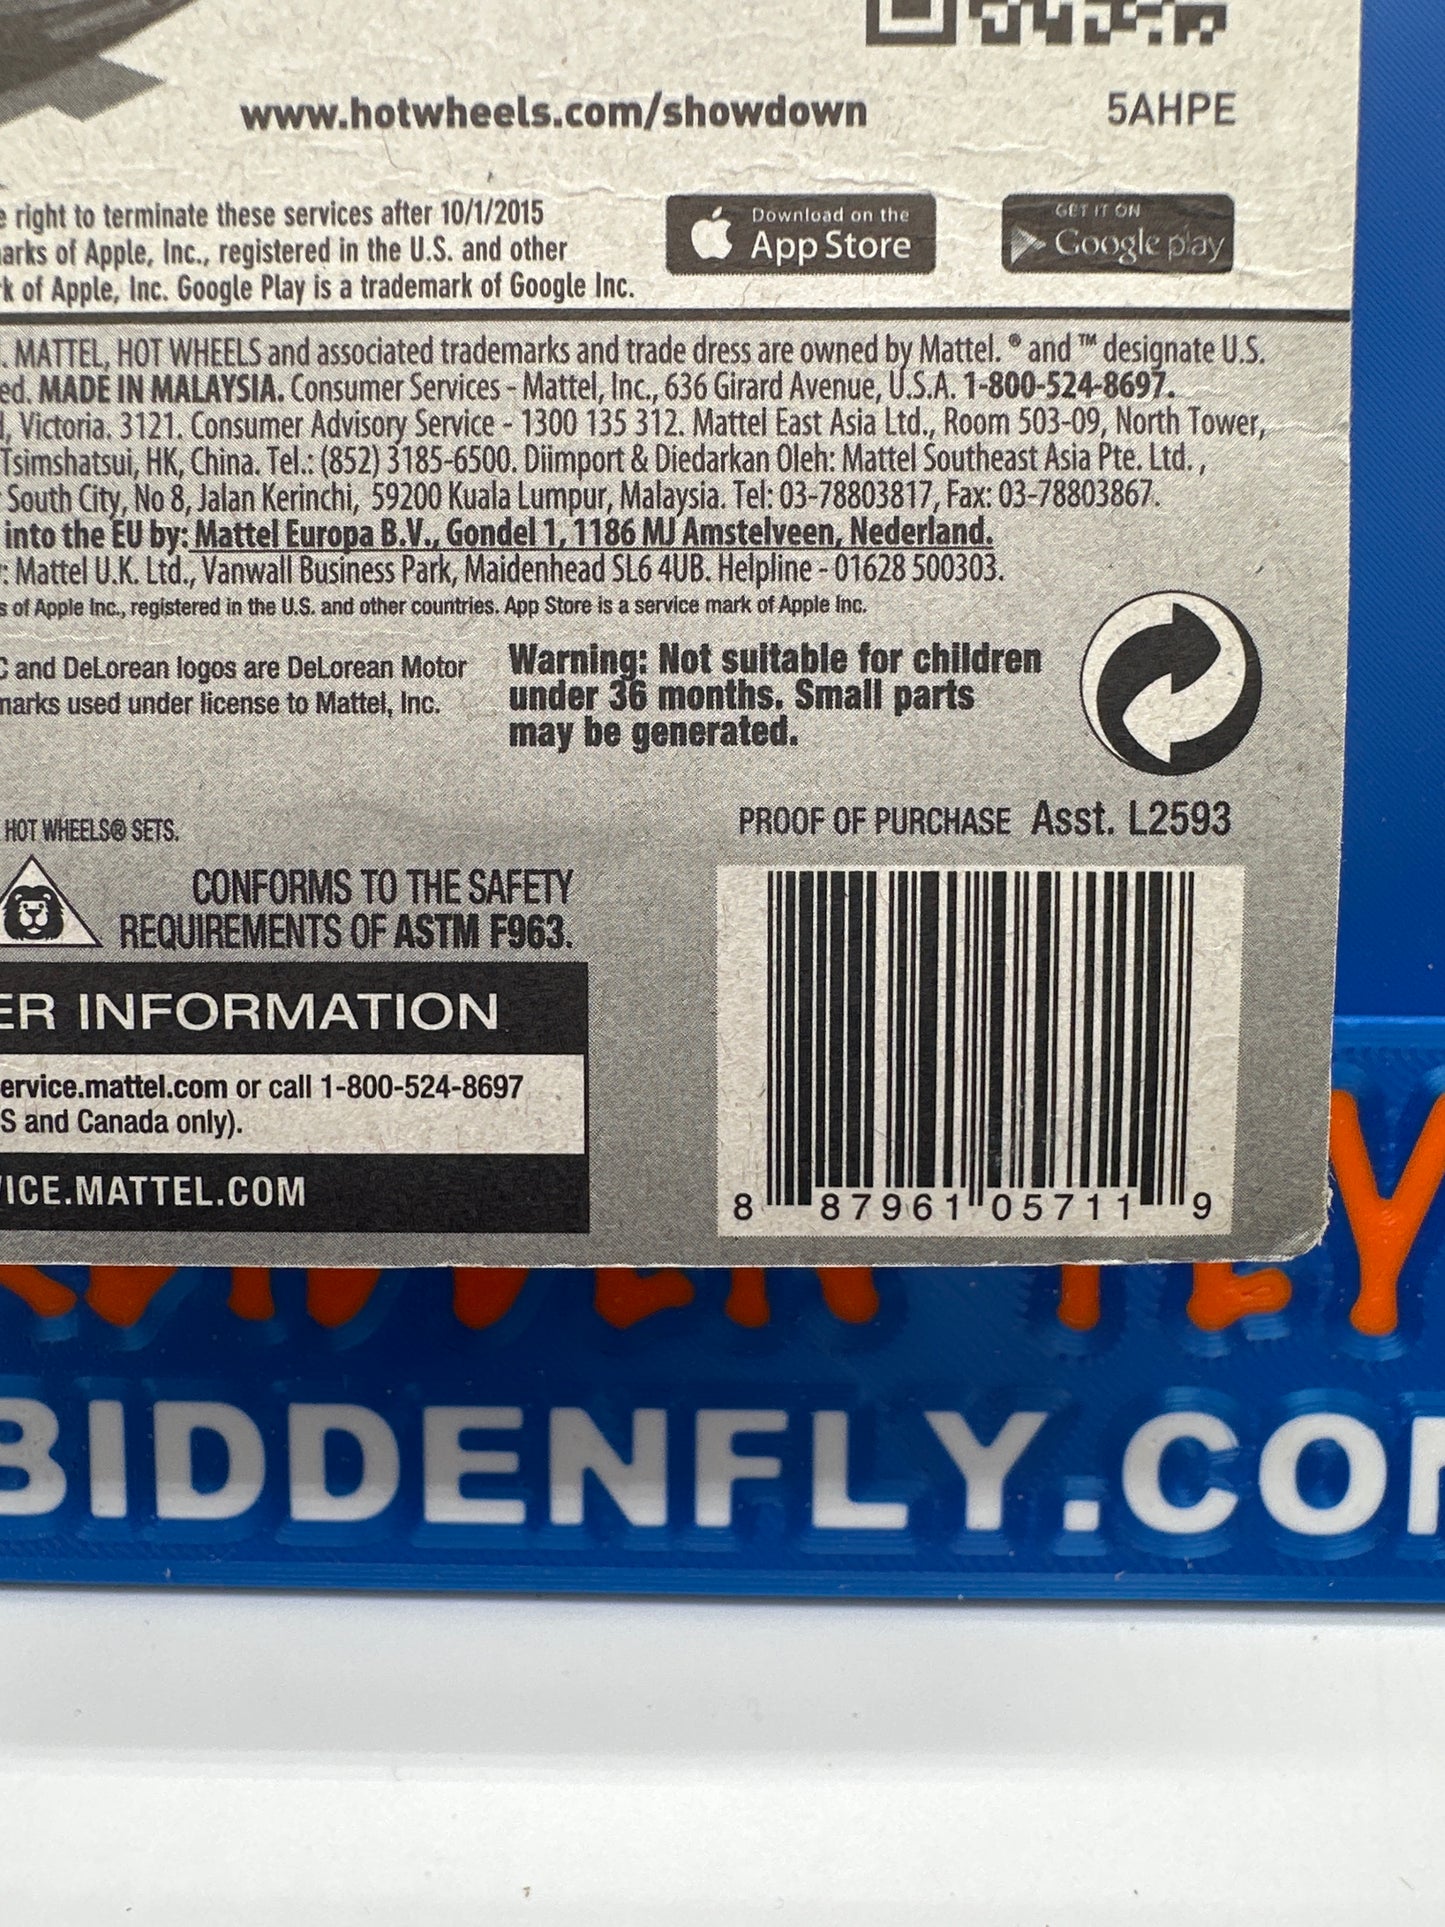 www.hotwheels.com/showdown
5AHPE
right to terminate these services after 10/1/2015
of Apple, Inc., registered in the U.S. and other
of Apple, Inc. Google Play is a trademark of Google Inc.
Download on the
App Store
GET IT ON
Google play
MATTEL, HOT WHEELS and associated trademarks and trade dress are owned by Mattel. ® and ™ designate U.S.
MADE IN MALAYSIA. Consumer Services - Mattel, Inc., 636 Girard Avenue, U.S.A. 1-800-524-8697.
, Victoria. 3121. Consumer Advisory Service - 1300 135 312. Mattel East Asia Ltd., Room 503-09, North Tower,
Tsimshatsui, HK, China. Tel.: (852) 3185-6500. Diimport & Diedarkan Oleh: Mattel Southeast Asia Pte. Ltd.,
South City, No 8, Jalan Kerinchi, 59200 Kuala Lumpur, Malaysia. Tel: 03-78803817, Fax: 03-78803867.
into the EU by: Mattel Europa B.V., Gondel 1, 1186 MJ Amstelveen, Nederland.
: Mattel U.K. Ltd., Vanwall Business Park, Maidenhead SL6 4UB. Helpline - 01628 500303.
s of Apple Inc., registered in the U.S. and other countries. App Store is a service mark of Apple Inc.
and DeLorean logos are DeLorean Motor
marks used under license to Mattel, Inc.
Warning: Not suitable for children
under 36 months. Small parts
may be generated.
HOT WHEELS® SETS.
PROOF OF PURCHASE Asst. L2593
CONFORMS TO THE SAFETY
REQUIREMENTS OF ASTM F963.
ER INFORMATION
ervice.mattel.com or call 1-800-524-8697
S and Canada only).
ICE.MATTEL.COM
8 87961 05711 9
BIDDENFLY.CO